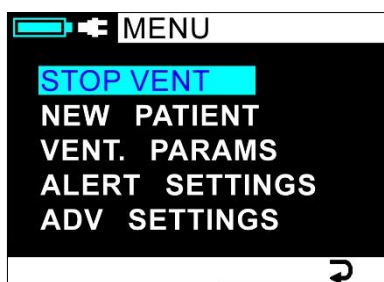 MENU
STOP VENT
NEW PATIENT
VENT. PARAMS
ALERT SETTINGS
ADV SETTINGS